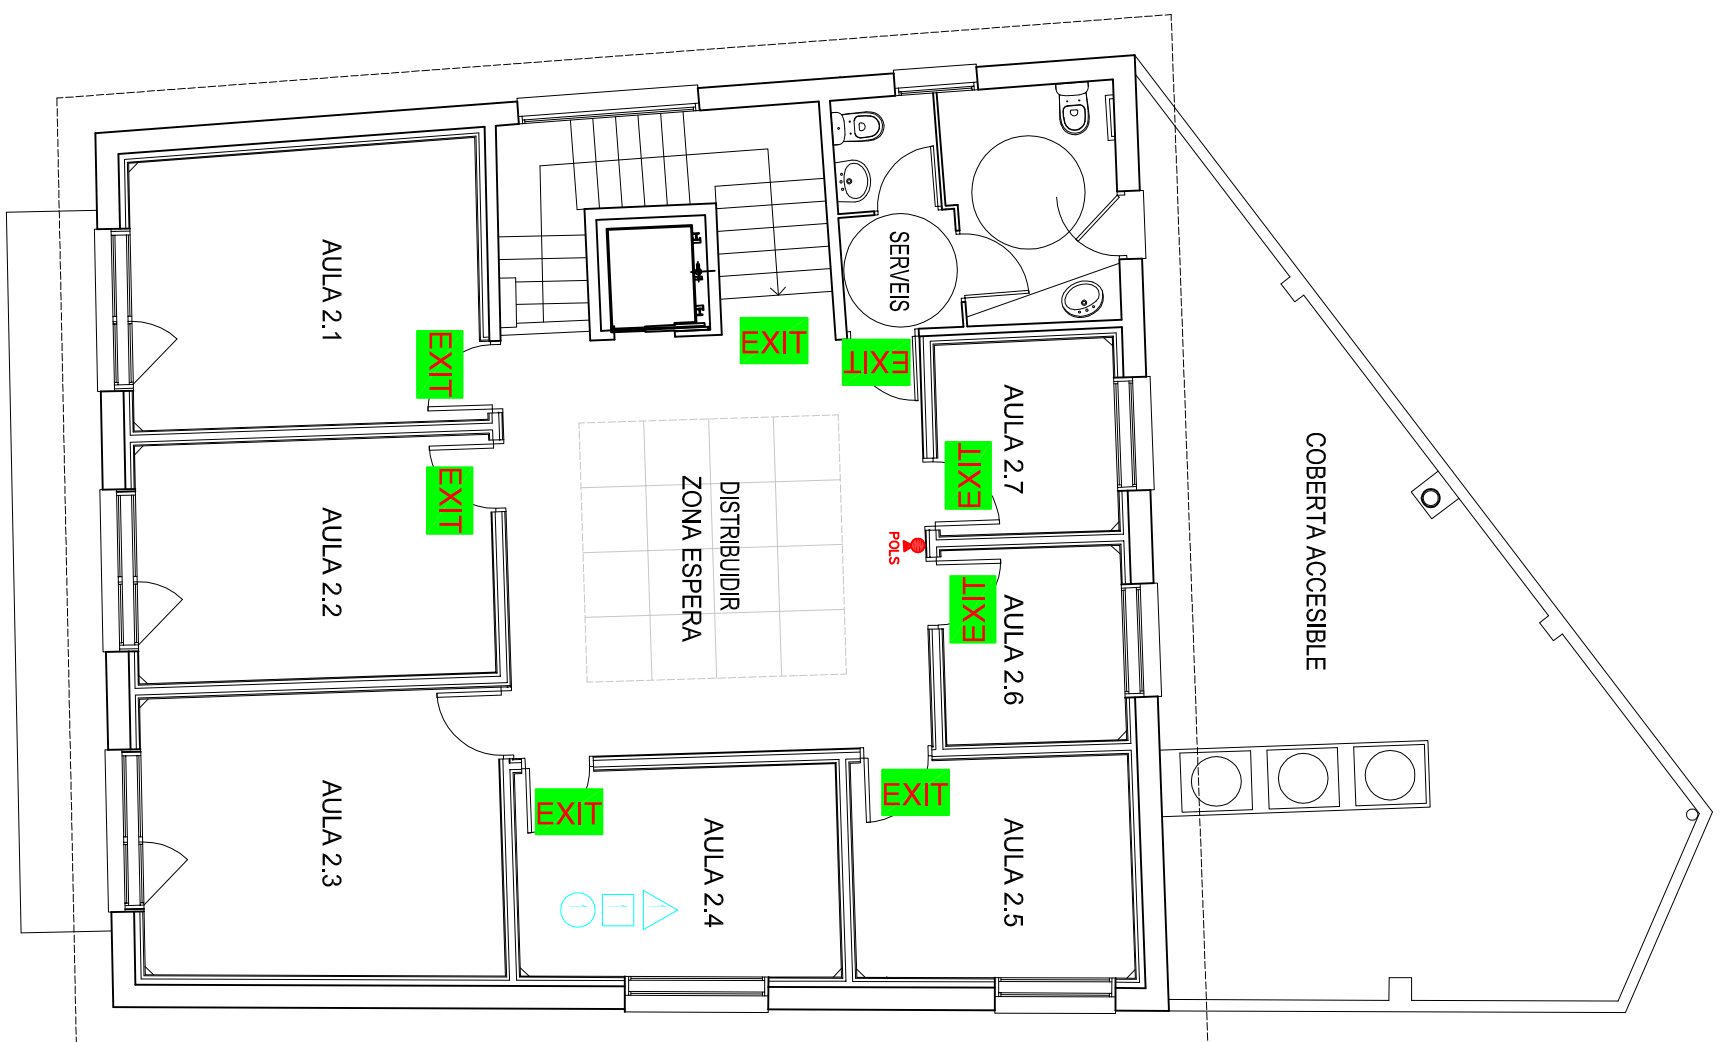 AULA 2.1
EXIT
EXIT
EXIT
SERVEIS
AULA 2.7
EXIT
AULA 2.2
EXIT
DISTRIBUIDIR
ZONA ESPERA
POLS
AULA 2.6
EXIT
COBERTA ACCESIBLE
AULA 2.3
EXIT
AULA 2.4
EXIT
AULA 2.5